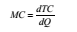 MC = dTC/dQ